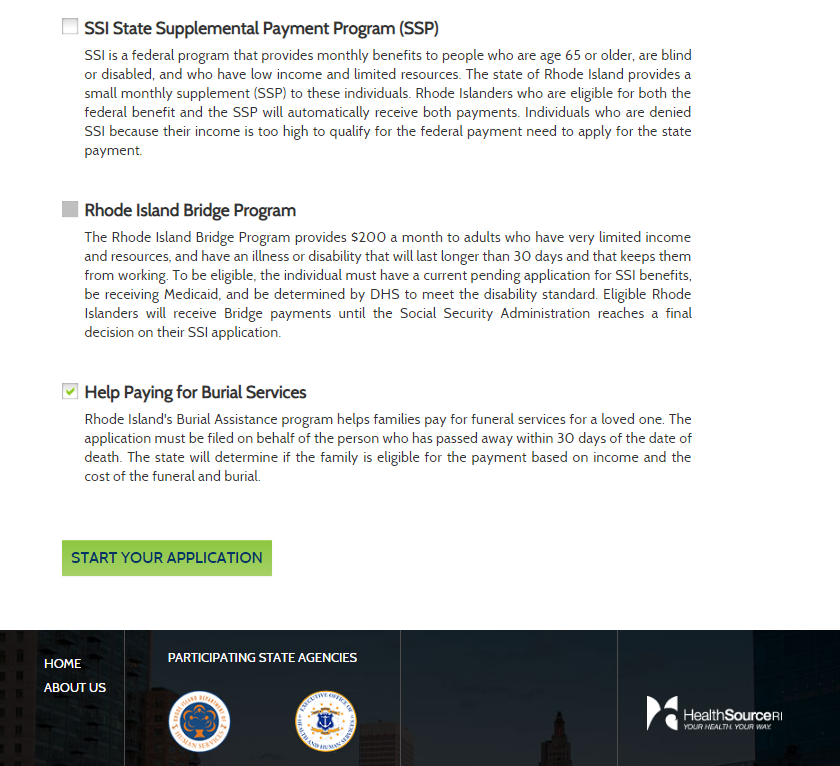 SSI State Supplemental Payment Program (SSP)
SSI is a federal program that provides monthly benefits to people who are age 65 or older, are blind
or disabled, and who have low income and limited resources. The state of Rhode Island provides a
small monthly supplement (SSP) to these individuals. Rhode Islanders who are eligible for both the
federal benefit and the SSP will automatically receive both payments. Individuals who are denied
SSI because their income is too high to qualify for the federal payment need to apply for the state
payment.
Rhode Island Bridge Program
The Rhode Island Bridge Program provides $200 a month to adults who have very limited income
and resources, and have an illness or disability that will last longer than 30 days and that keeps them
from working. To be eligible, the individual must have a current pending application for SSI benefits,
be receiving Medicaid, and be determined by DHS to meet the disability standard. Eligible Rhode
Islanders will receive Bridge payments until the Social Security Administration reaches a final
decision on their SSI application.
Help Paying for Burial Services
Rhode Island's Burial Assistance program helps families pay for funeral services for a loved one. The
application must be filed on behalf of the person who has passed away within 30 days of the date of
death. The state will determine if the family is eligible for the payment based on income and the
cost of the funeral and burial.
START YOUR APPLICATION
HOME
ABOUT US
PARTICIPATING STATE AGENCIES
RHODE ISLAND DEPARTMENT OF
HUMAN SERVICES
EXECUTIVE OFFICE OF
HEALTH AND HUMAN SERVICES
HealthSourceRI
YOUR HEALTH. YOUR WAY.